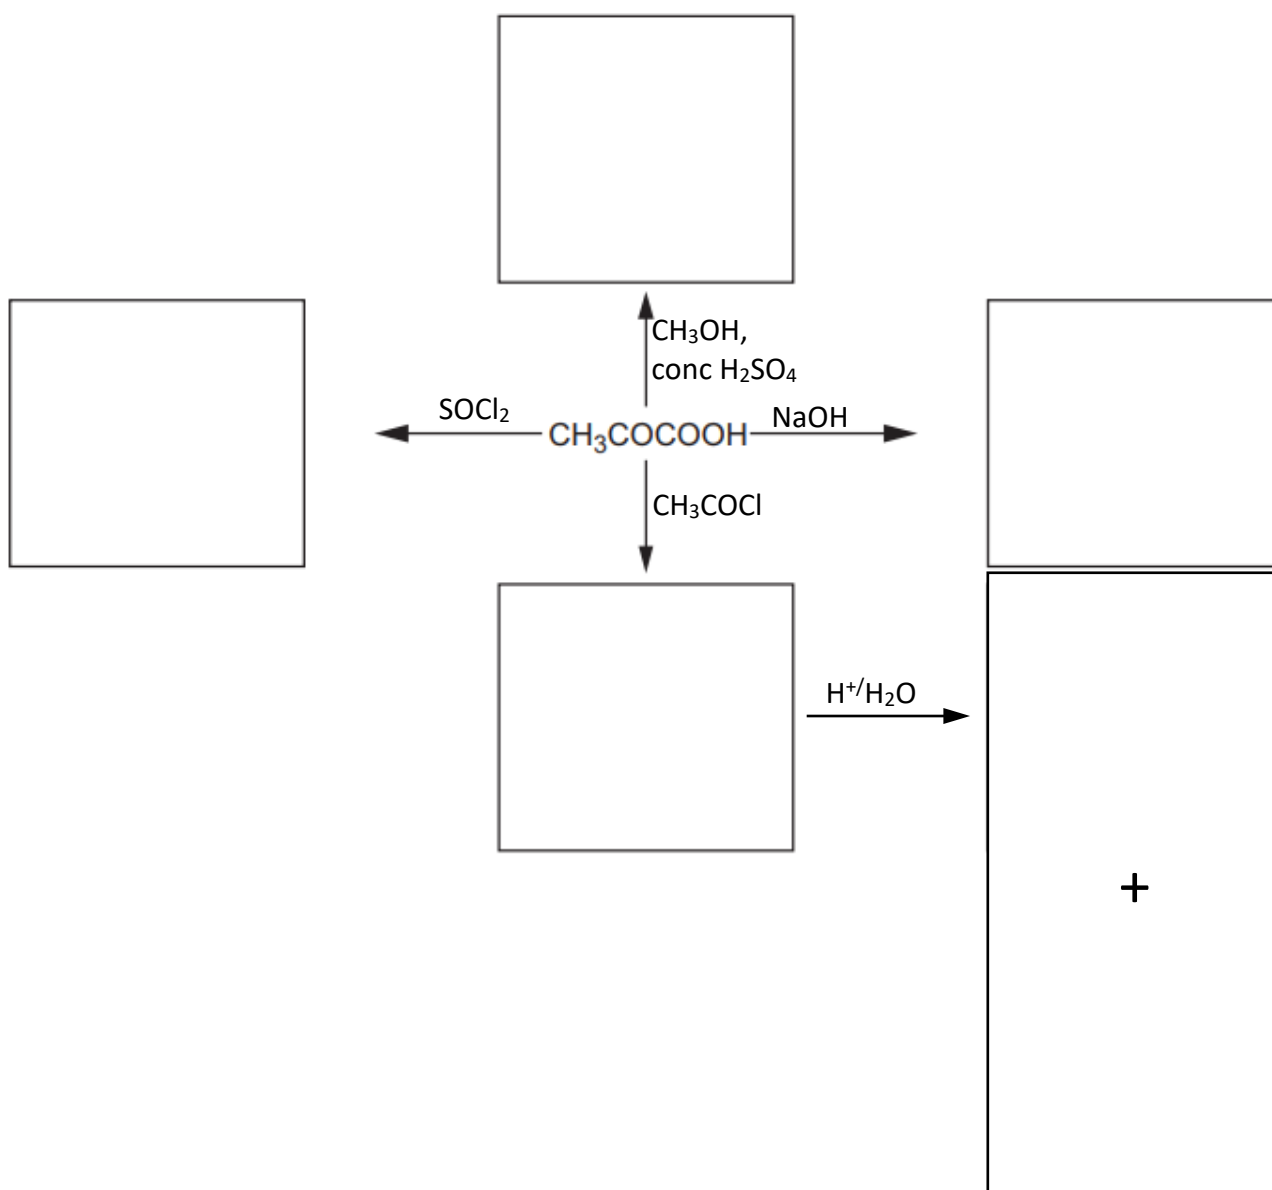 CH₃OH,
conc H₂SO₄
SOCl₂
CH₃COCOOH
NaOH
CH₃COCl
H⁺/H₂O
+